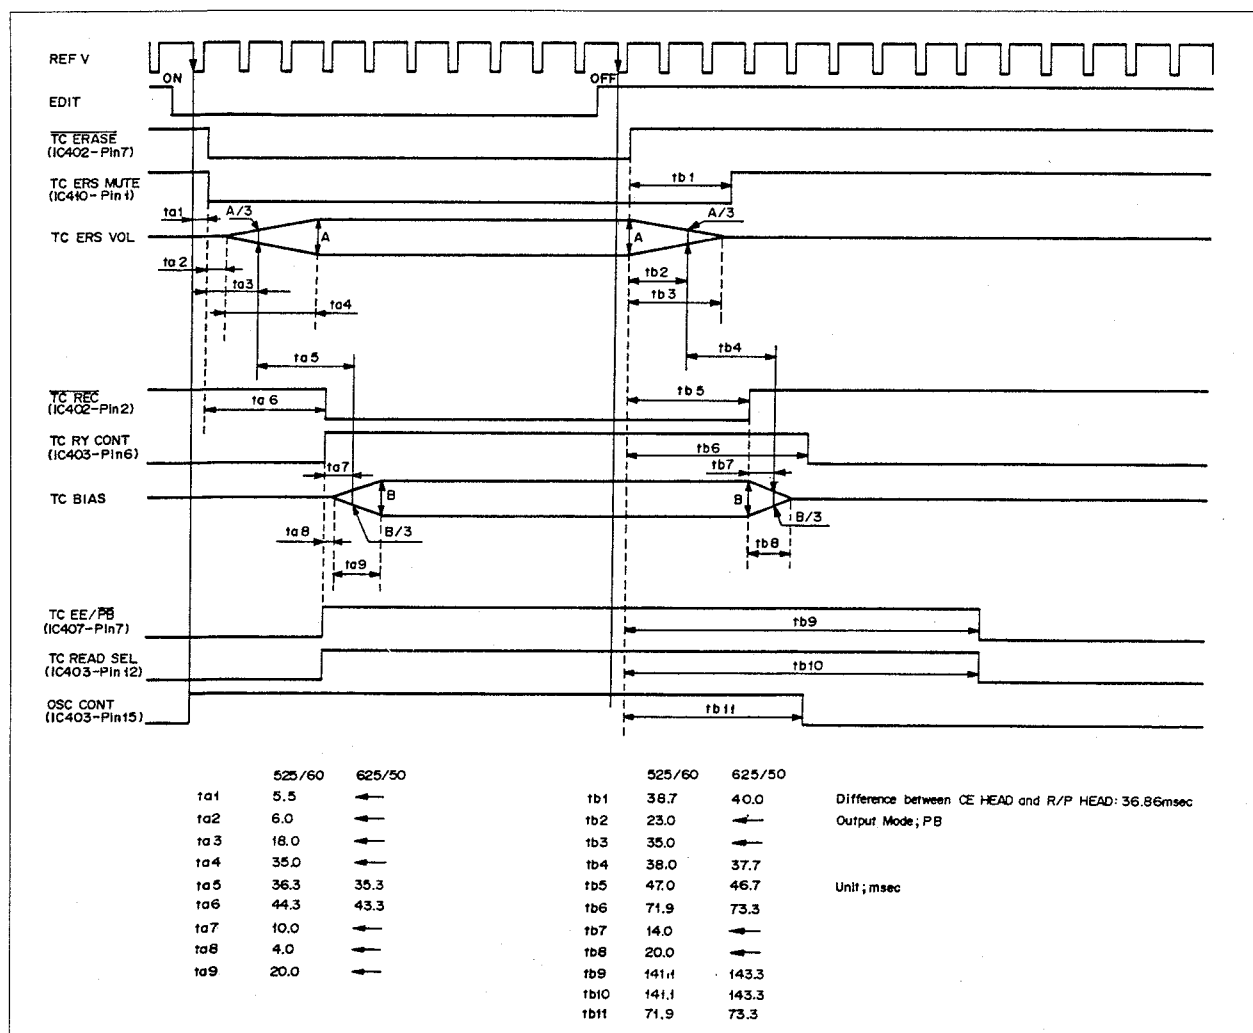 REF V
ON
OFF
EDIT
TC ERASE
(IC402-Pin7)
TC ERS MUTE
(IC410-Pin1)
tb1
ta1
A/3
A/3
TC ERS VOL
A
A
ta2
tb2
ta3
tb3
ta4
tb4
ta5
TC REC
(IC402-Pin2)
ta6
tb5
TC RY CONT
(IC403-Pin6)
tb6
ta7
tb7
TC BIAS
B
B
B/3
B/3
ta8
tb8
ta9
TC EE/PB
(IC407-Pin7)
tb9
TC READ SEL
(IC403-Pin12)
tb10
OSC CONT
(IC403-Pin15)
tb11
525/60 625/50
ta1 5.5 ←
ta2 6.0 ←
ta3 18.0 ←
ta4 35.0 ←
ta5 36.3 35.3
ta6 44.3 43.3
ta7 10.0 ←
ta8 4.0 ←
ta9 20.0 ←
525/60 625/50
tb1 38.7 40.0
tb2 23.0 ←
tb3 35.0 ←
tb4 38.0 37.7
tb5 47.0 46.7
tb6 71.9 73.3
tb7 14.0 ←
tb8 20.0 ←
tb9 141.1 143.3
tb10 141.1 143.3
tb11 71.9 73.3
Difference between CE HEAD and R/P HEAD: 36.86msec
Output Mode; PB
Unit; msec